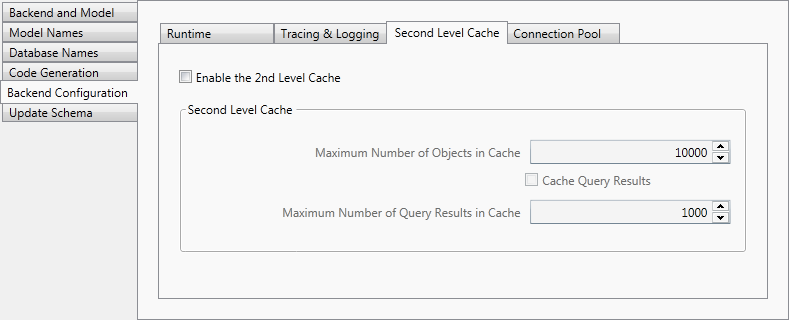 Backend and Model
Model Names
Database Names
Code Generation
Backend Configuration
Update Schema
Runtime
Tracing & Logging
Second Level Cache
Connection Pool
Enable the 2nd Level Cache
Second Level Cache
Maximum Number of Objects in Cache
10000
Cache Query Results
Maximum Number of Query Results in Cache
1000